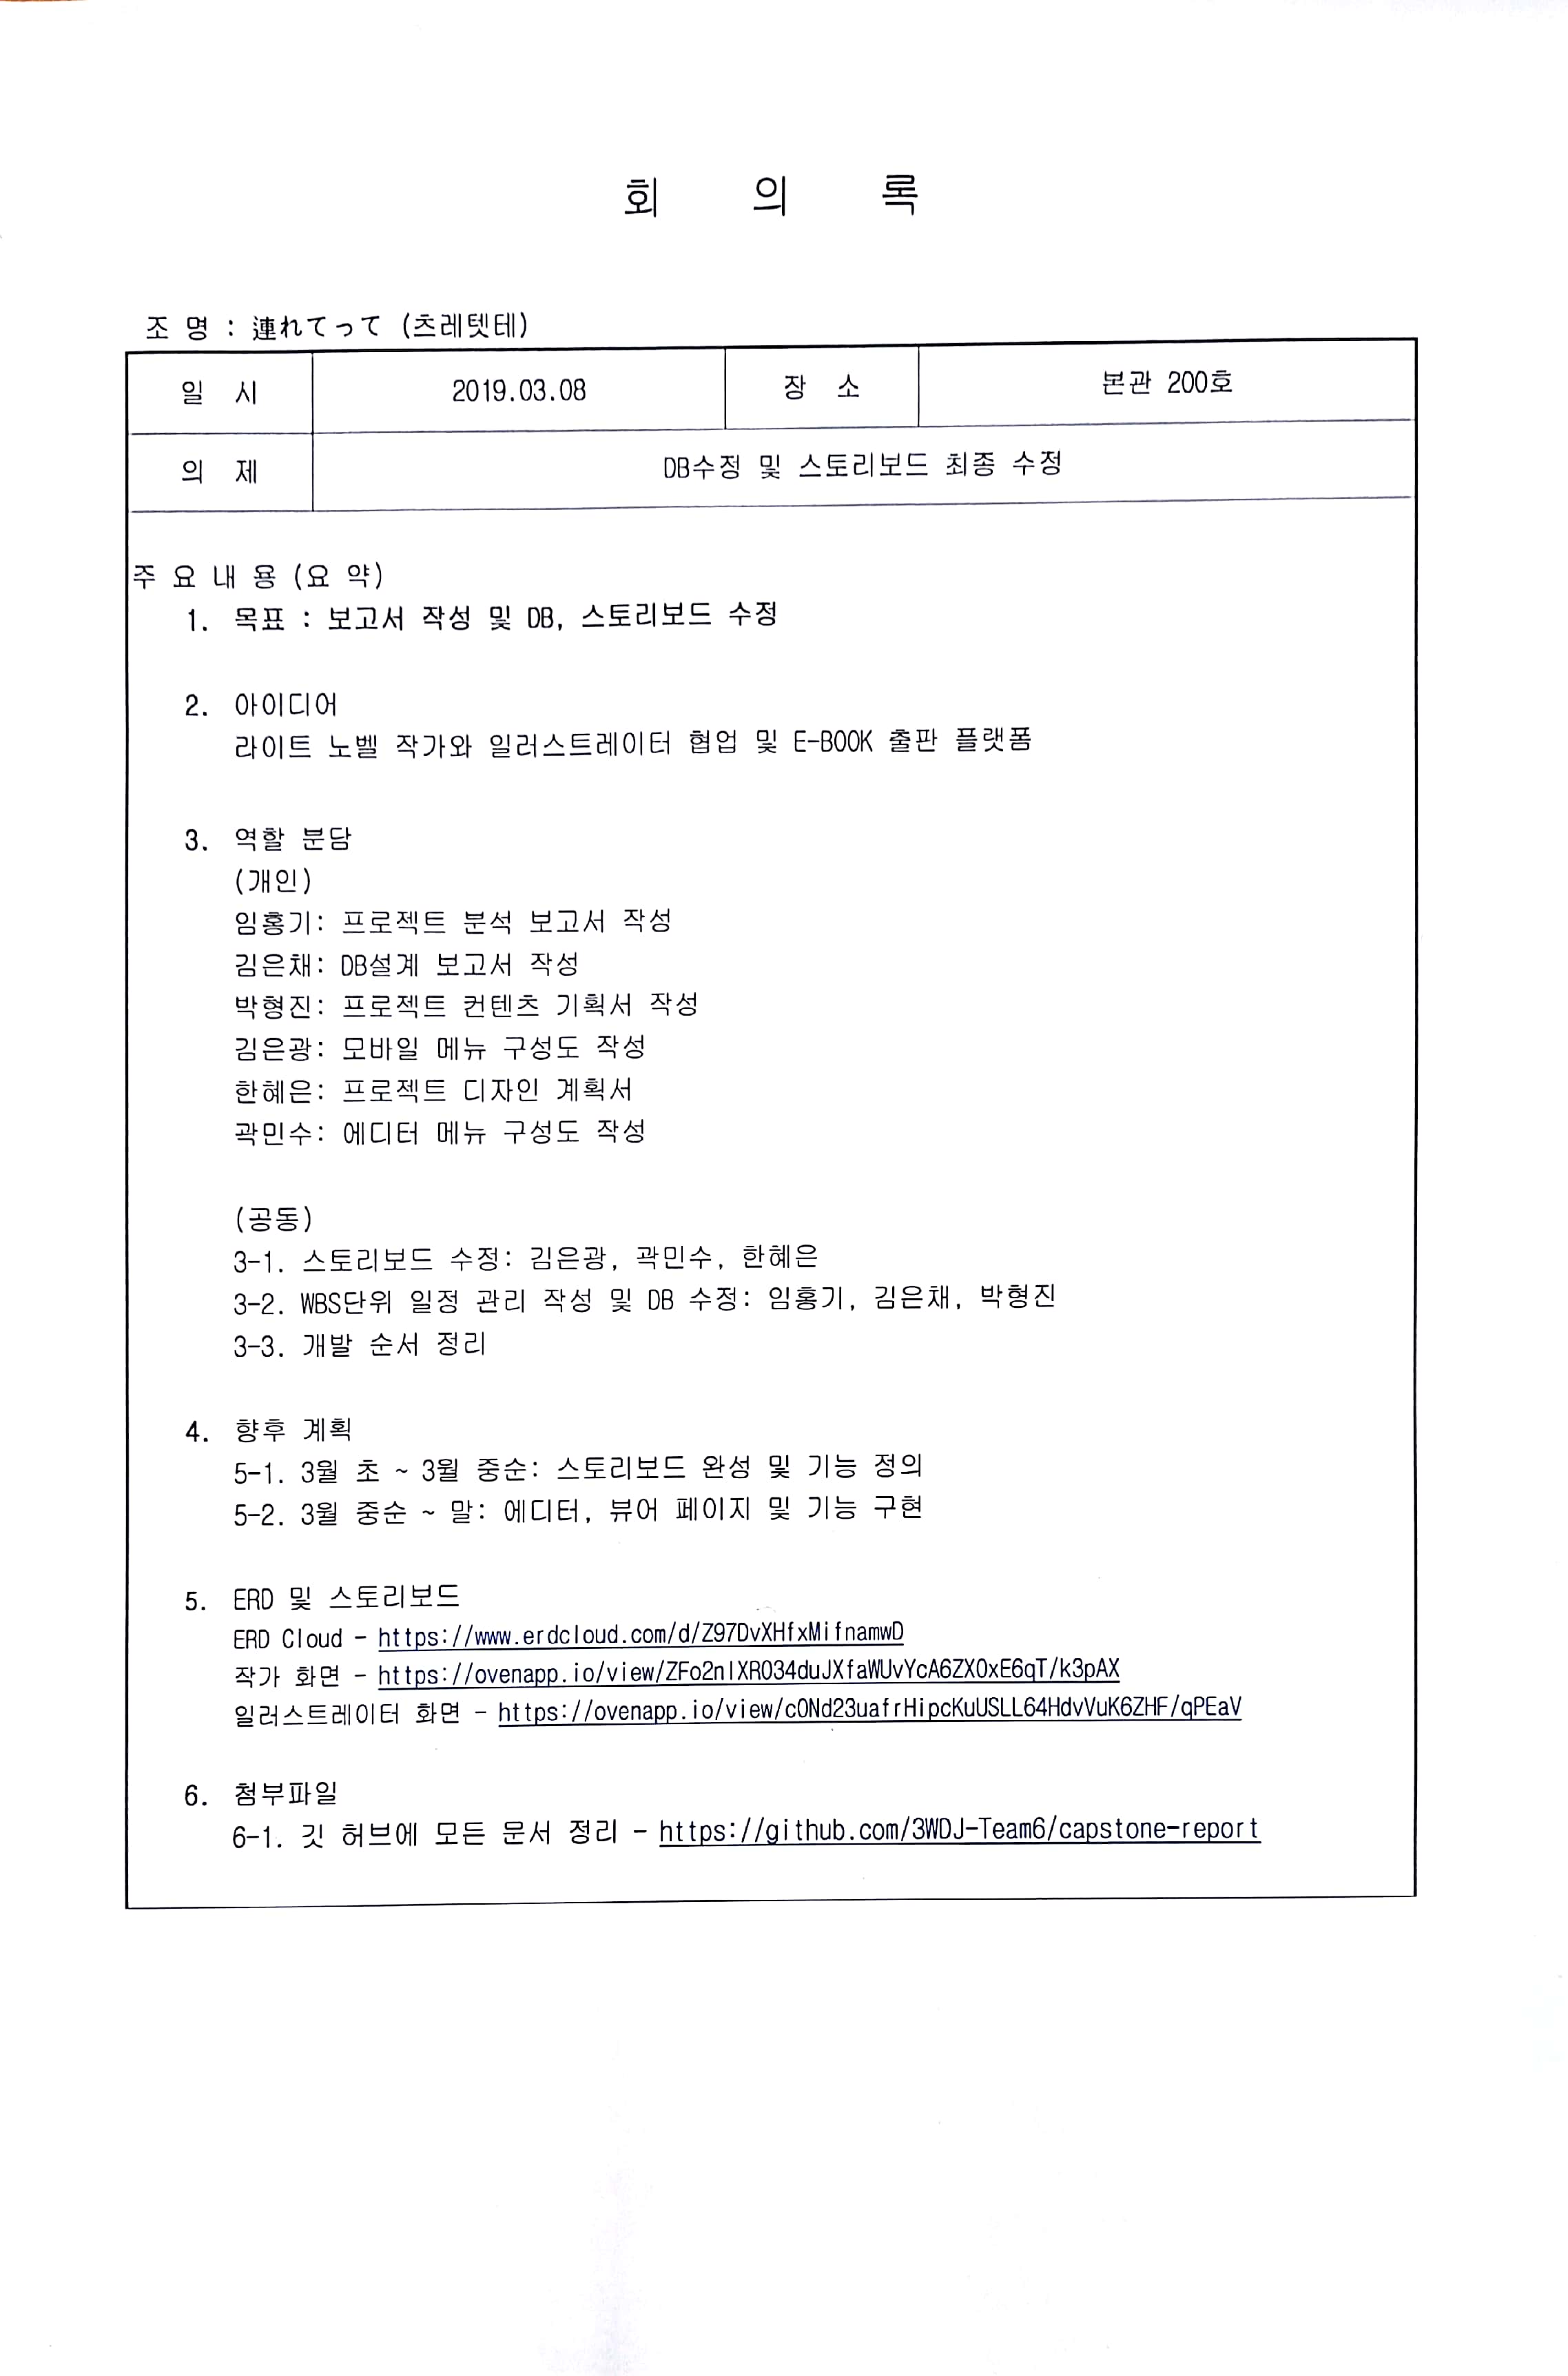 회 의 록
조 명 : 連れてって (츠레텟테)
일 시 2019.03.08 장 소 본관 200호
의 제 DB수정 및 스토리보드 최종 수정
주 요 내 용 (요 약)
1. 목표 : 보고서 작성 및 DB, 스토리보드 수정
2. 아이디어
라이트 노벨 작가와 일러스트레이터 협업 및 E-BOOK 출판 플랫폼
3. 역할 분담
(개인)
임홍기: 프로젝트 분석 보고서 작성
김은채: DB설계 보고서 작성
박형진: 프로젝트 컨텐츠 기획서 작성
김은광: 모바일 메뉴 구성도 작성
한혜은: 프로젝트 디자인 계획서
곽민수: 에디터 메뉴 구성도 작성
(공동)
3-1. 스토리보드 수정: 김은광, 곽민수, 한혜은
3-2. WBS단위 일정 관리 작성 및 DB 수정: 임홍기, 김은채, 박형진
3-3. 개발 순서 정리
4. 향후 계획
5-1. 3월 초 ~ 3월 중순: 스토리보드 완성 및 기능 정의
5-2. 3월 중순 ~ 말: 에디터, 뷰어 페이지 및 기능 구현
5. ERD 및 스토리보드
ERD Cloud - https://www.erdcloud.com/d/Z97DvXHfxMifnamwD
작가 화면 - https://ovenapp.io/view/ZFo2nIXRO34duJXfaWUvYcA6ZX0xE6qT/k3pAX
일러스트레이터 화면 - https://ovenapp.io/view/c0Nd23uafrHipcKuUSLL64HdvVuK6ZHF/qPEaV
6. 첨부파일
6-1. 깃 허브에 모든 문서 정리 - https://github.com/3WDJ-Team6/capstone-report